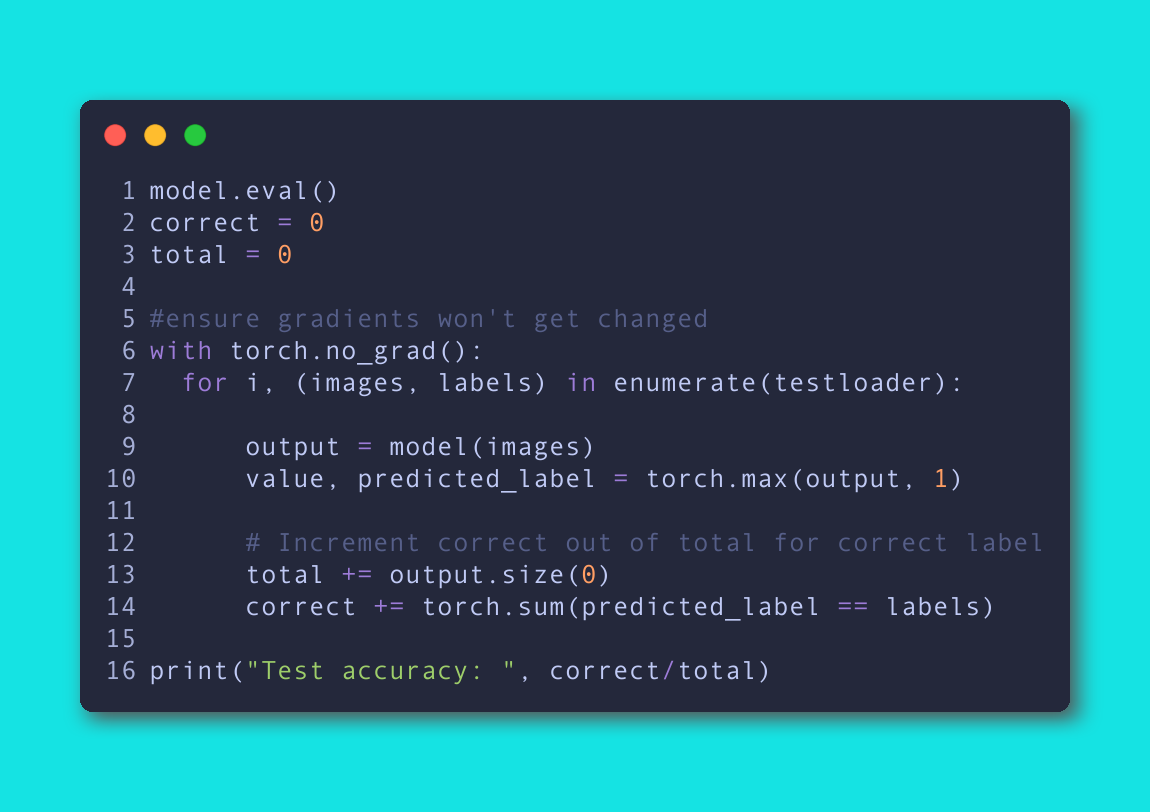 1 model.eval()
2 correct = 0
3 total = 0
4
5 #ensure gradients won't get changed
6 with torch.no_grad():
7   for i, (images, labels) in enumerate(testloader):
8
9       output = model(images)
10       value, predicted_label = torch.max(output, 1)
11
12       # Increment correct out of total for correct label
13       total += output.size(0)
14       correct += torch.sum(predicted_label == labels)
15
16 print("Test accuracy: ", correct/total)